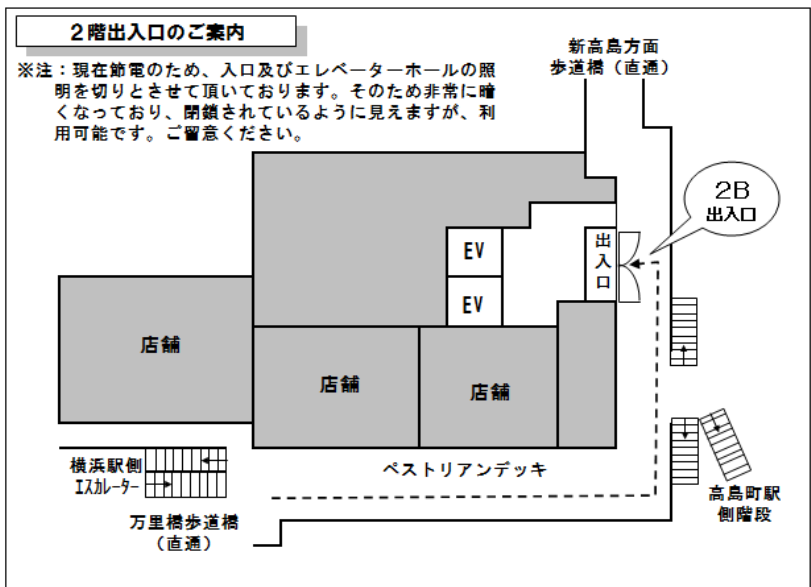 ２階出入口のご案内
※注：現在節電のため、入口及びエレベーターホールの照
明を切りとさせて頂いております。そのため非常に暗
くなっており、閉鎖されているように見えますが、利
用可能です。ご留意ください。
新高島方面
歩道橋（直通）
2B
出入口
EV
出入口
EV
店舗
店舗
店舗
横浜駅側
ｴｽｶﾚｰﾀｰ
ペストリアンデッキ
高島町駅
側階段
万里橋歩道橋
（直通）